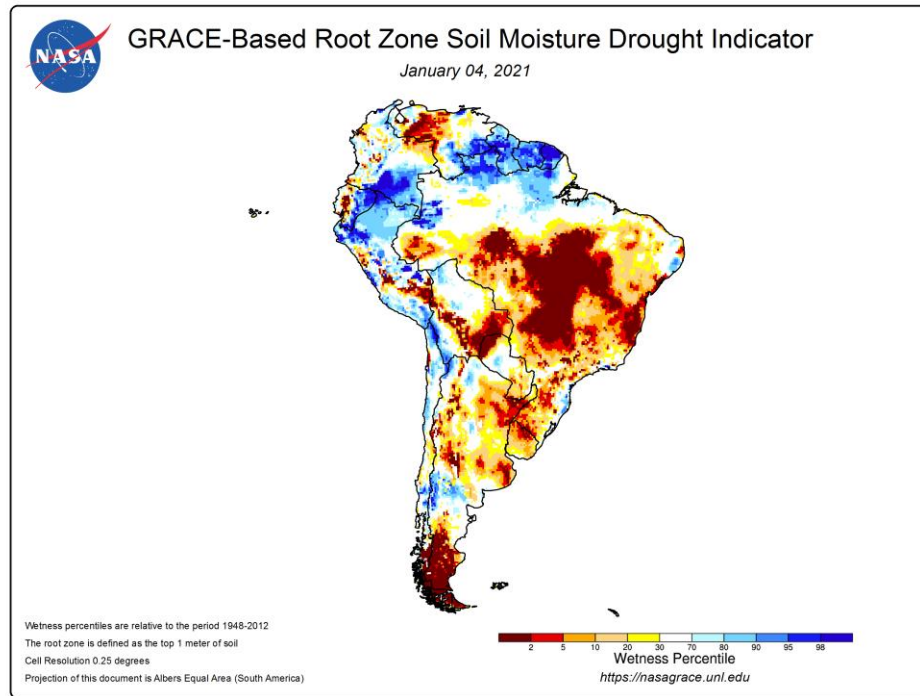 NASA
GRACE-Based Root Zone Soil Moisture Drought Indicator
January 04, 2021
Wetness percentiles are relative to the period 1948-2012
The root zone is defined as the top 1 meter of soil
Cell Resolution 0.25 degrees
Projection of this document is Albers Equal Area (South America)
2 5 10 20 30 70 80 90 95 98
Wetness Percentile
https://nasagrace.unl.edu